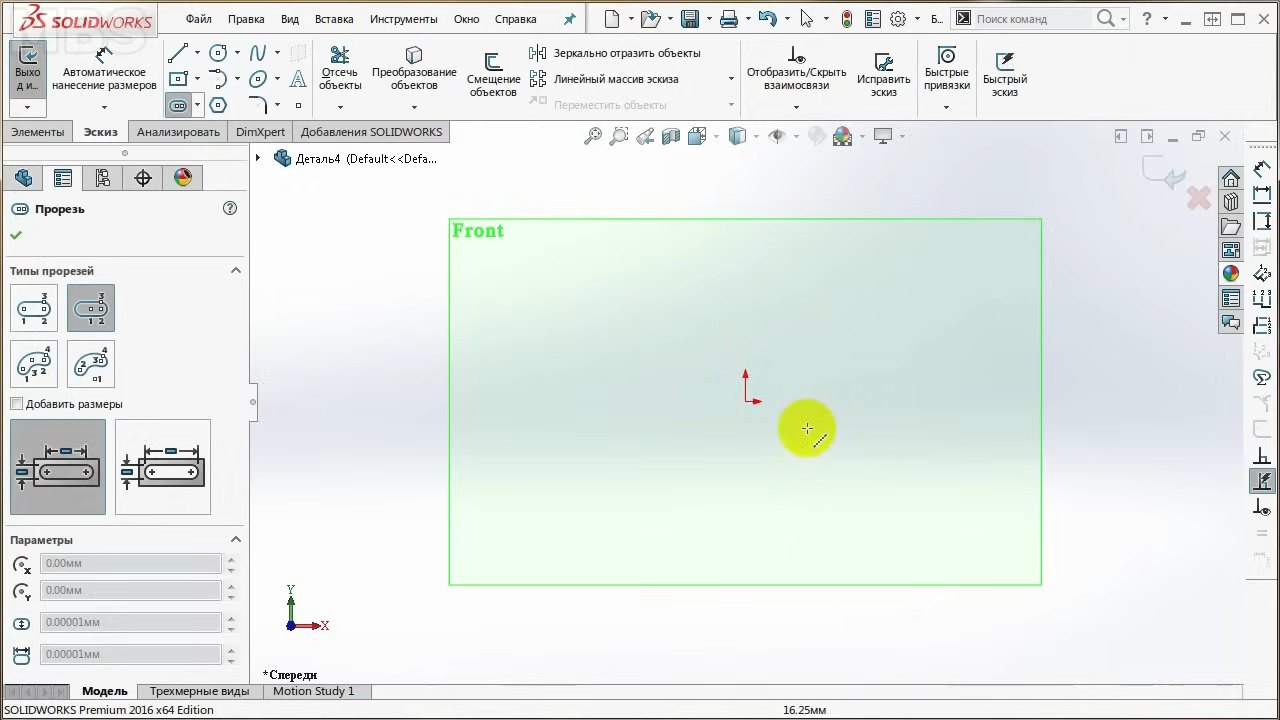 SOLIDWORKS
Файл Правка Вид Вставка Инструменты Окно Справка
Б... Поиск команд
MBS
Выхо
д и...
Автоматическое
нанесение размеров
Отсечь
объекты
Преобразование
объектов
Смещение
объектов
Зеркально отразить объекты
Линейный массив эскиза
Переместить объекты
Отобразить/Скрыть
взаимосвязи
Исправить
эскиз
Быстрые
привязки
Быстрый
эскиз
Элементы Эскиз Анализировать DimXpert Добавления SOLIDWORKS
Деталь4 (Default<<Defa...
Прорезь
Типы прорезей
Добавить размеры
Параметры
0.00мм
0.00мм
0.00001мм
0.00001мм
Front
Y
X
*Спереди
Модель Трехмерные виды Motion Study 1
SOLIDWORKS Premium 2016 x64 Edition 16.25мм